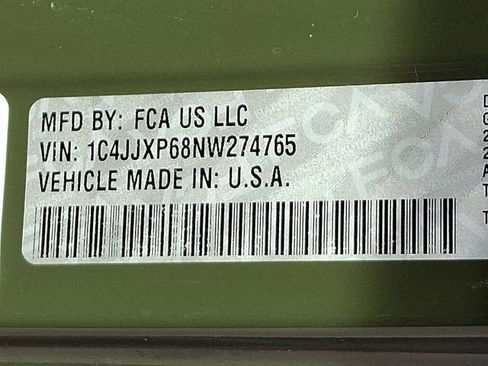 MFD BY: FCA US LLC
VIN: 1C4JJXP68NW274765
VEHICLE MADE IN: U.S.A.